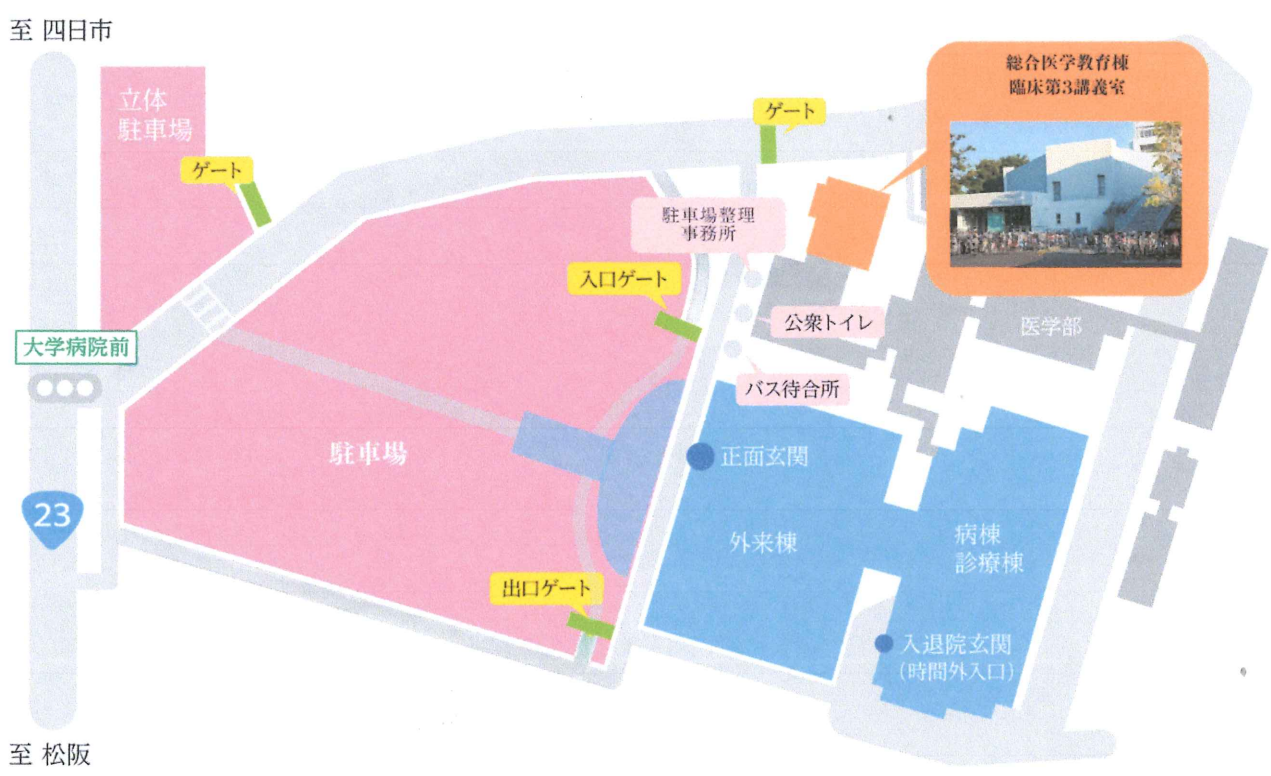 至 四日市
立体
駐車場
ゲート
ゲート
総合医学教育棟
臨床第3講義室
駐車場整理
事務所
入口ゲート
公衆トイレ
医学部
大学病院前
バス待合所
駐車場
正面玄関
23
外来棟
病棟
診療棟
出口ゲート
入退院玄関
(時間外入口)
至 松阪